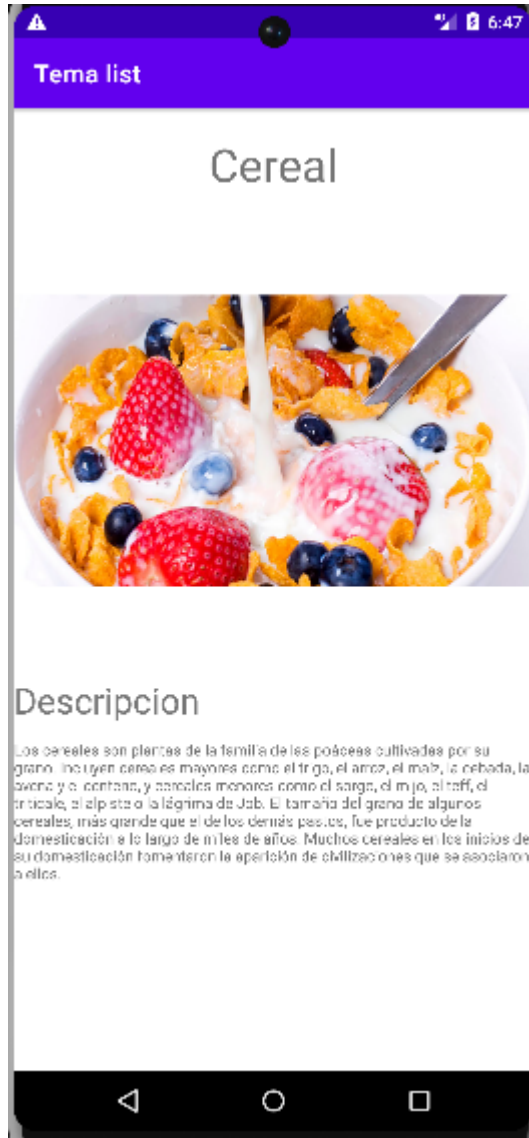 6:47
Tema list
Cereal
Descripcion
Los cereales son plantas de la familia de las poáceas cultivadas por su
grano. Incluyen cereales mayores como el trigo, el arroz, el maíz, la cebada, la
avena y el centeno, y cereales menores como el sorgo, el mijo, el teff, el
triticale, el alpiste o la lágrima de Job. El tamaño del grano de algunos
cereales, más grande que el de los demás pastos, fue producto de la
domesticación a lo largo de miles de años. Muchos cereales en los inicios de
su domesticación fomentaron la aparición de civilizaciones que se asociaron
a ellos.